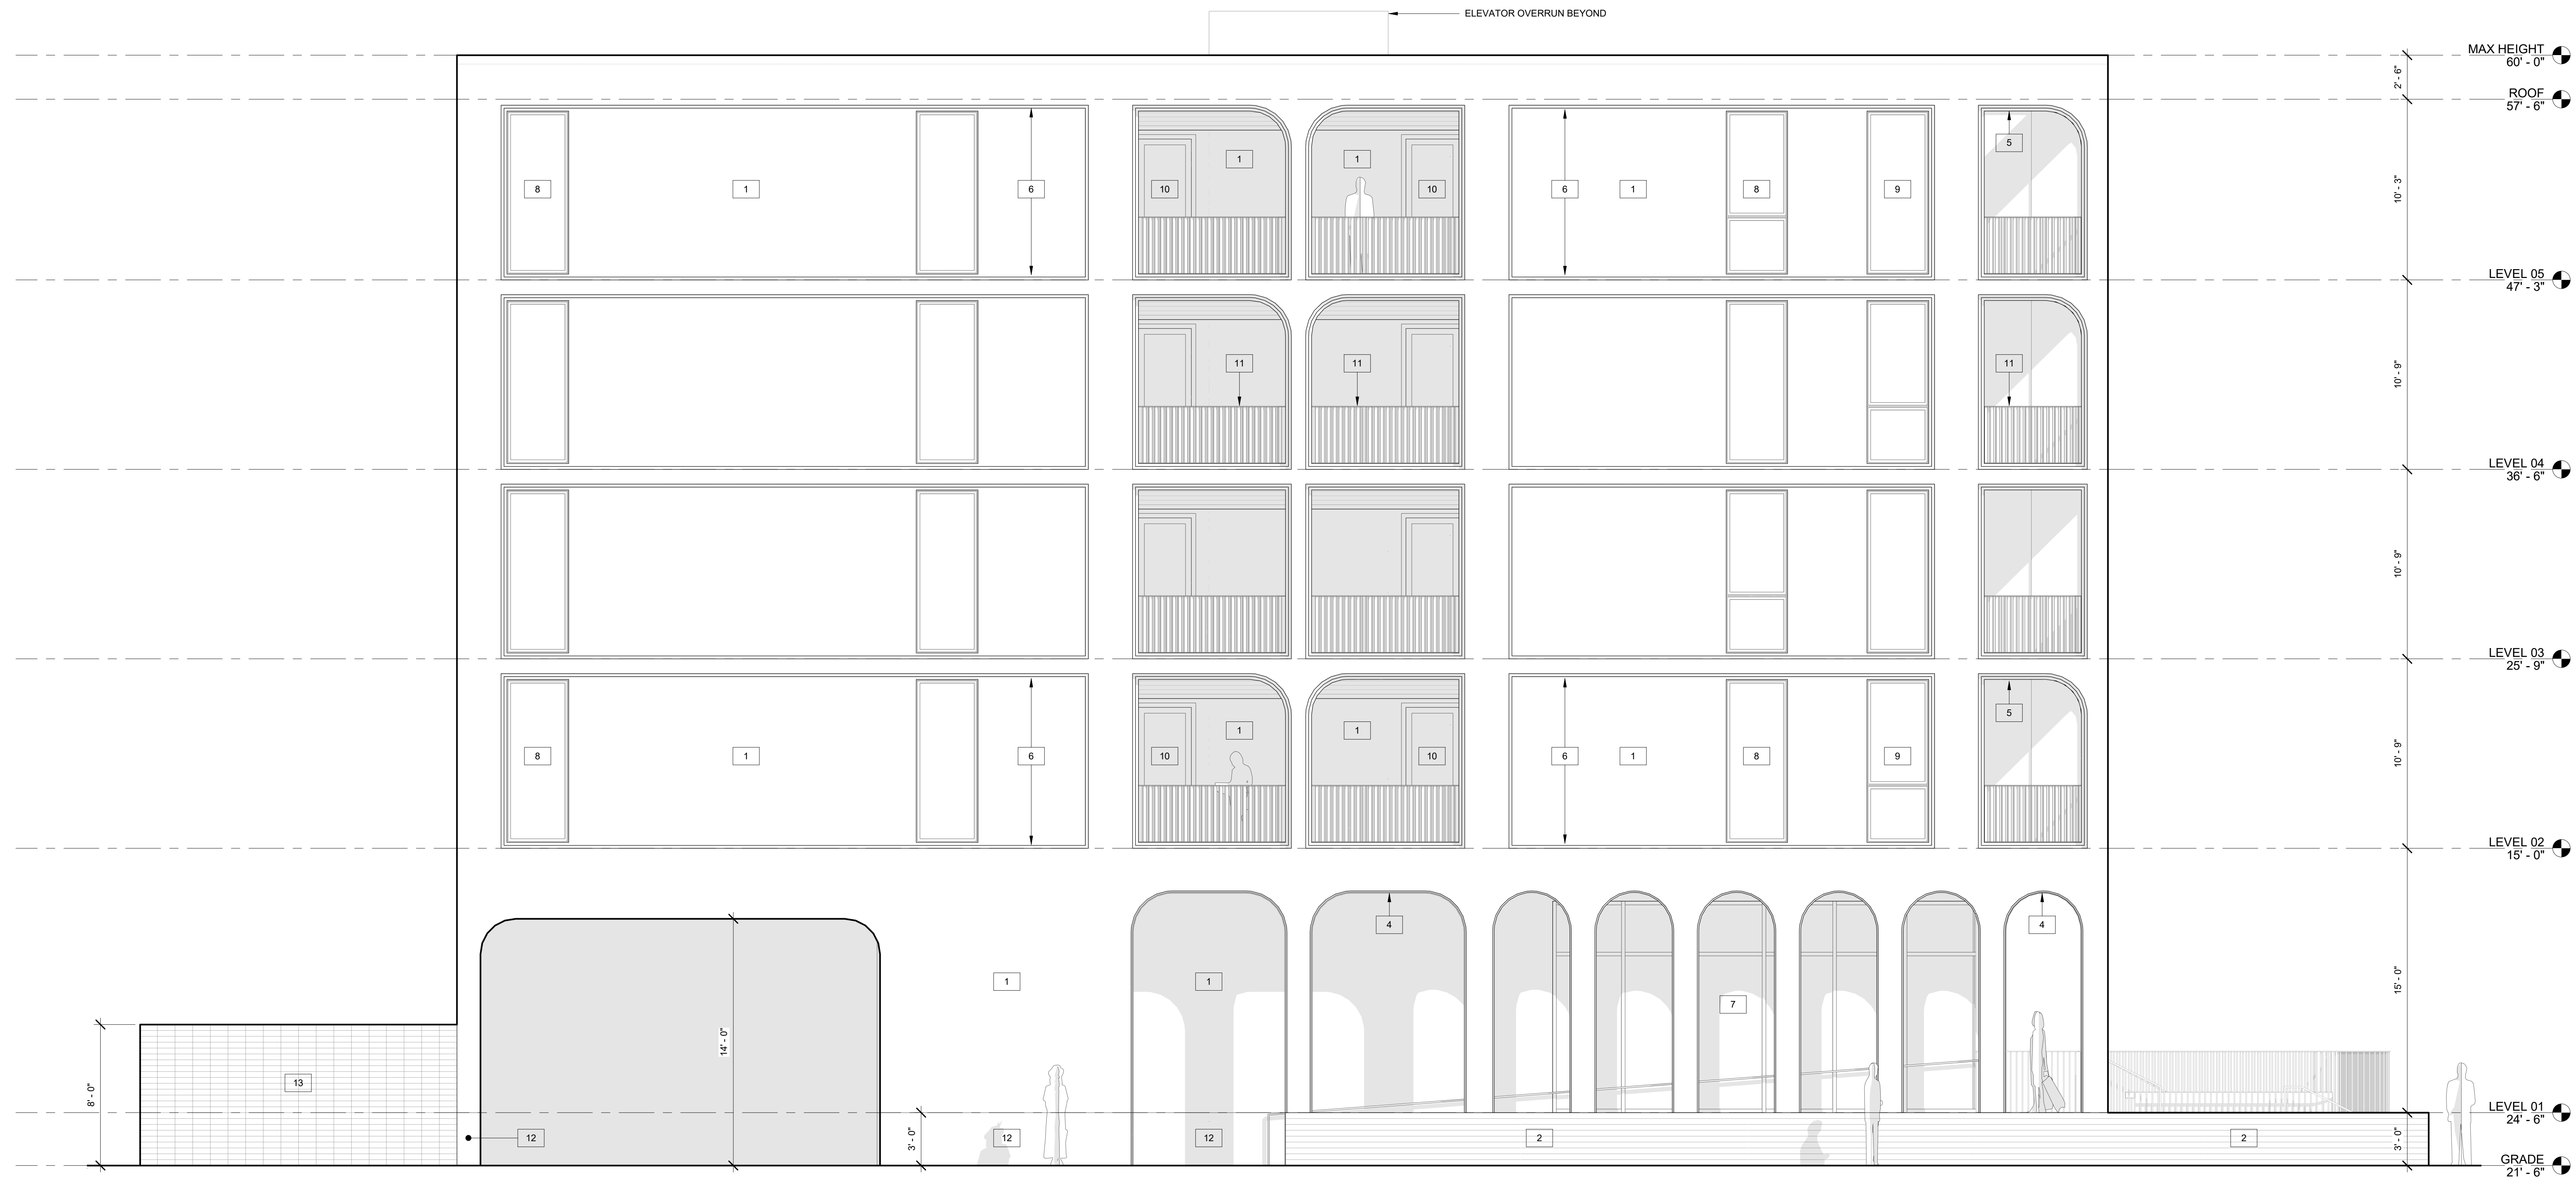 ELEVATOR OVERRUN BEYOND
MAX HEIGHT
60' - 0"
2' - 6"
ROOF
57' - 6"
5
1
1
8
1
6
10
10
6
1
8
9
10' - 3"
LEVEL 05
47' - 3"
11
11
11
10' - 9"
LEVEL 04
36' - 6"
10' - 9"
LEVEL 03
25' - 9"
5
1
1
8
1
6
10
10
6
1
8
9
10' - 9"
LEVEL 02
15' - 0"
4
4
1
1
7
15' - 0"
14' - 0"
13
8' - 0"
LEVEL 01
24' - 6"
12
12
12
3' - 0"
2
2
3' - 0"
GRADE
21' - 6"